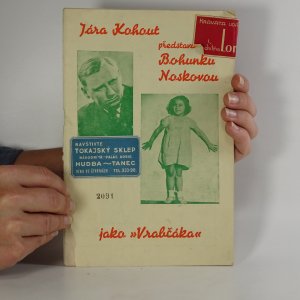 Jára Kohout
představuje
Bohunku
Noskovou
NAVŠTIVTE
TOKAJSKÝ SKLEP
HUDBA — TANEC
2091
jako »Vrabčáka«